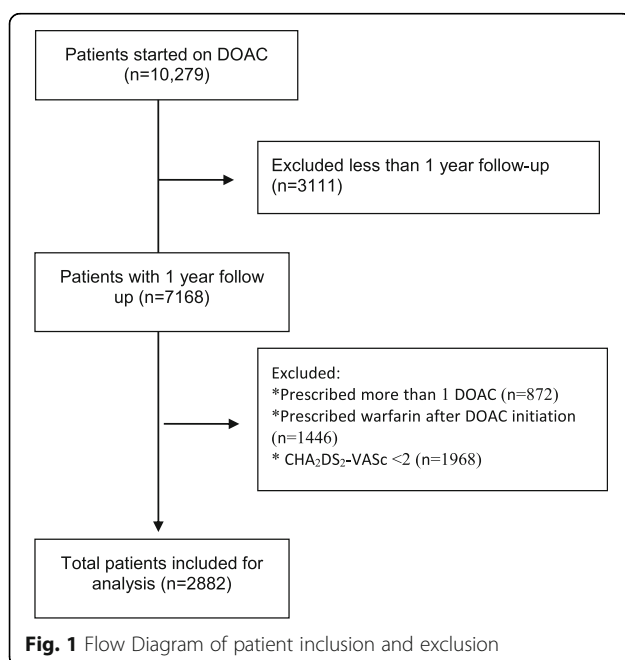 Patients started on DOAC
(n=10,279)
Excluded less than 1 year follow-up
(n=3111)
Patients with 1 year follow
up (n=7168)
Excluded:
*Prescribed more than 1 DOAC (n=872)
*Prescribed warfarin after DOAC initiation
(n=1446)
* CHA₂DS₂-VASc <2 (n=1968)
Total patients included for
analysis (n=2882)
Fig. 1 Flow Diagram of patient inclusion and exclusion